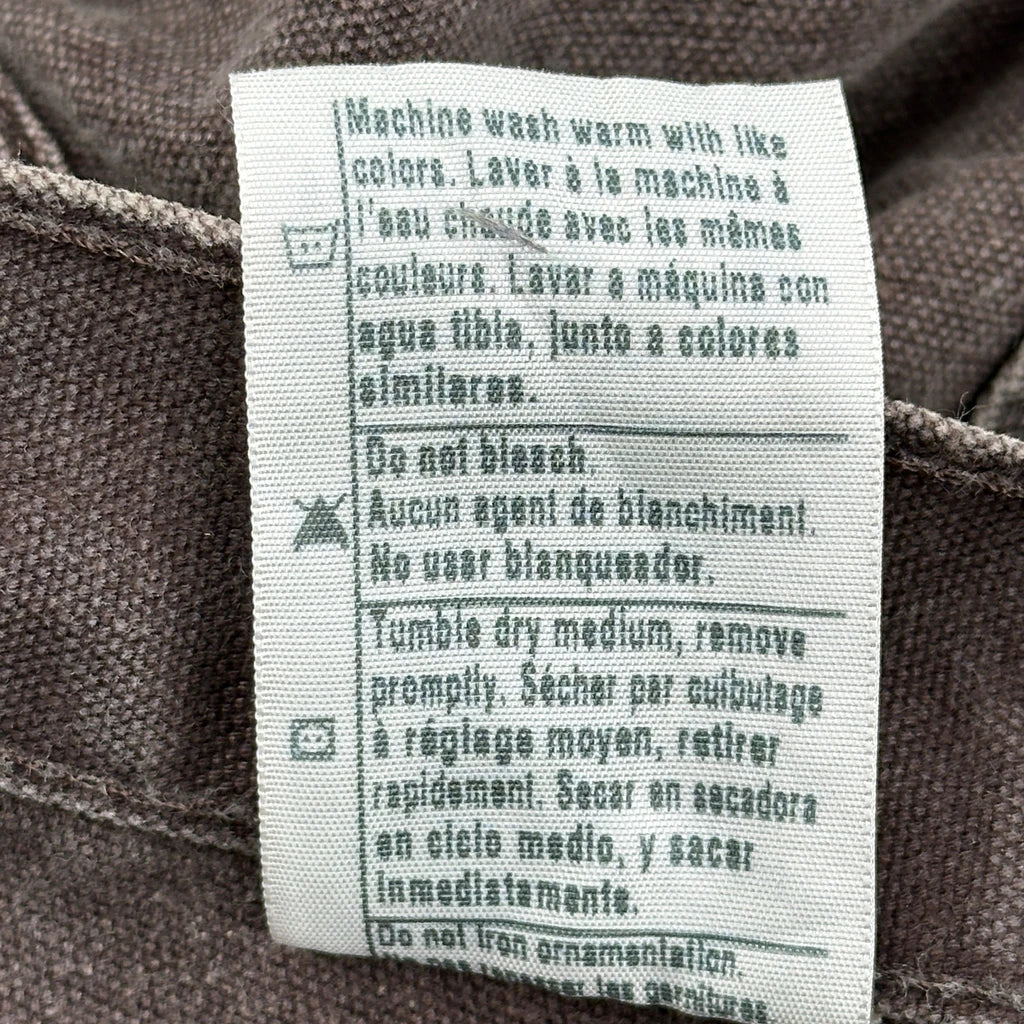 Machine wash warm with like
colors. Laver à la machine à
l'eau chaude avec les mêmes
couleurs. Lavar a máquina con
agua tibia, junto a colores
similares.
Do not bleach
Aucun agent de blanchiment.
No usar blanqueador.
Tumble dry medium, remove
promptly. Sécher par culbutage
à réglage moyen, retirer
rapidement. Secar en secadora
en ciclo medio, y sacar
inmediatamente.
Do not iron ornamentation.
les garnitures.